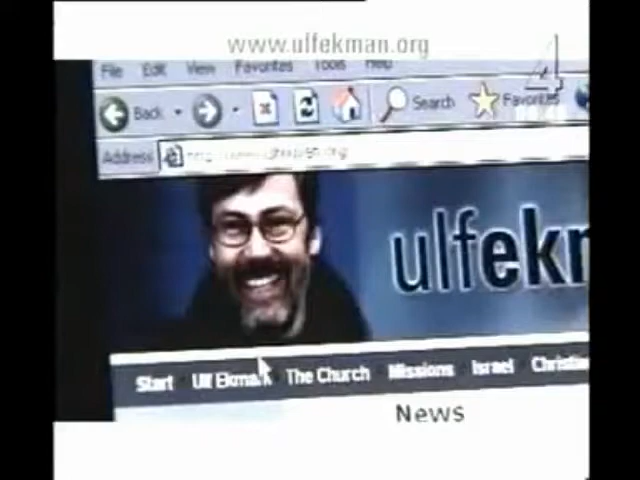 www.ulfekman.org
4
File Edit View Favorites Tools Help
Back Search Favorites
Address
ulfekm
Start Ulf Ekman The Church Missions Israel Christia
News